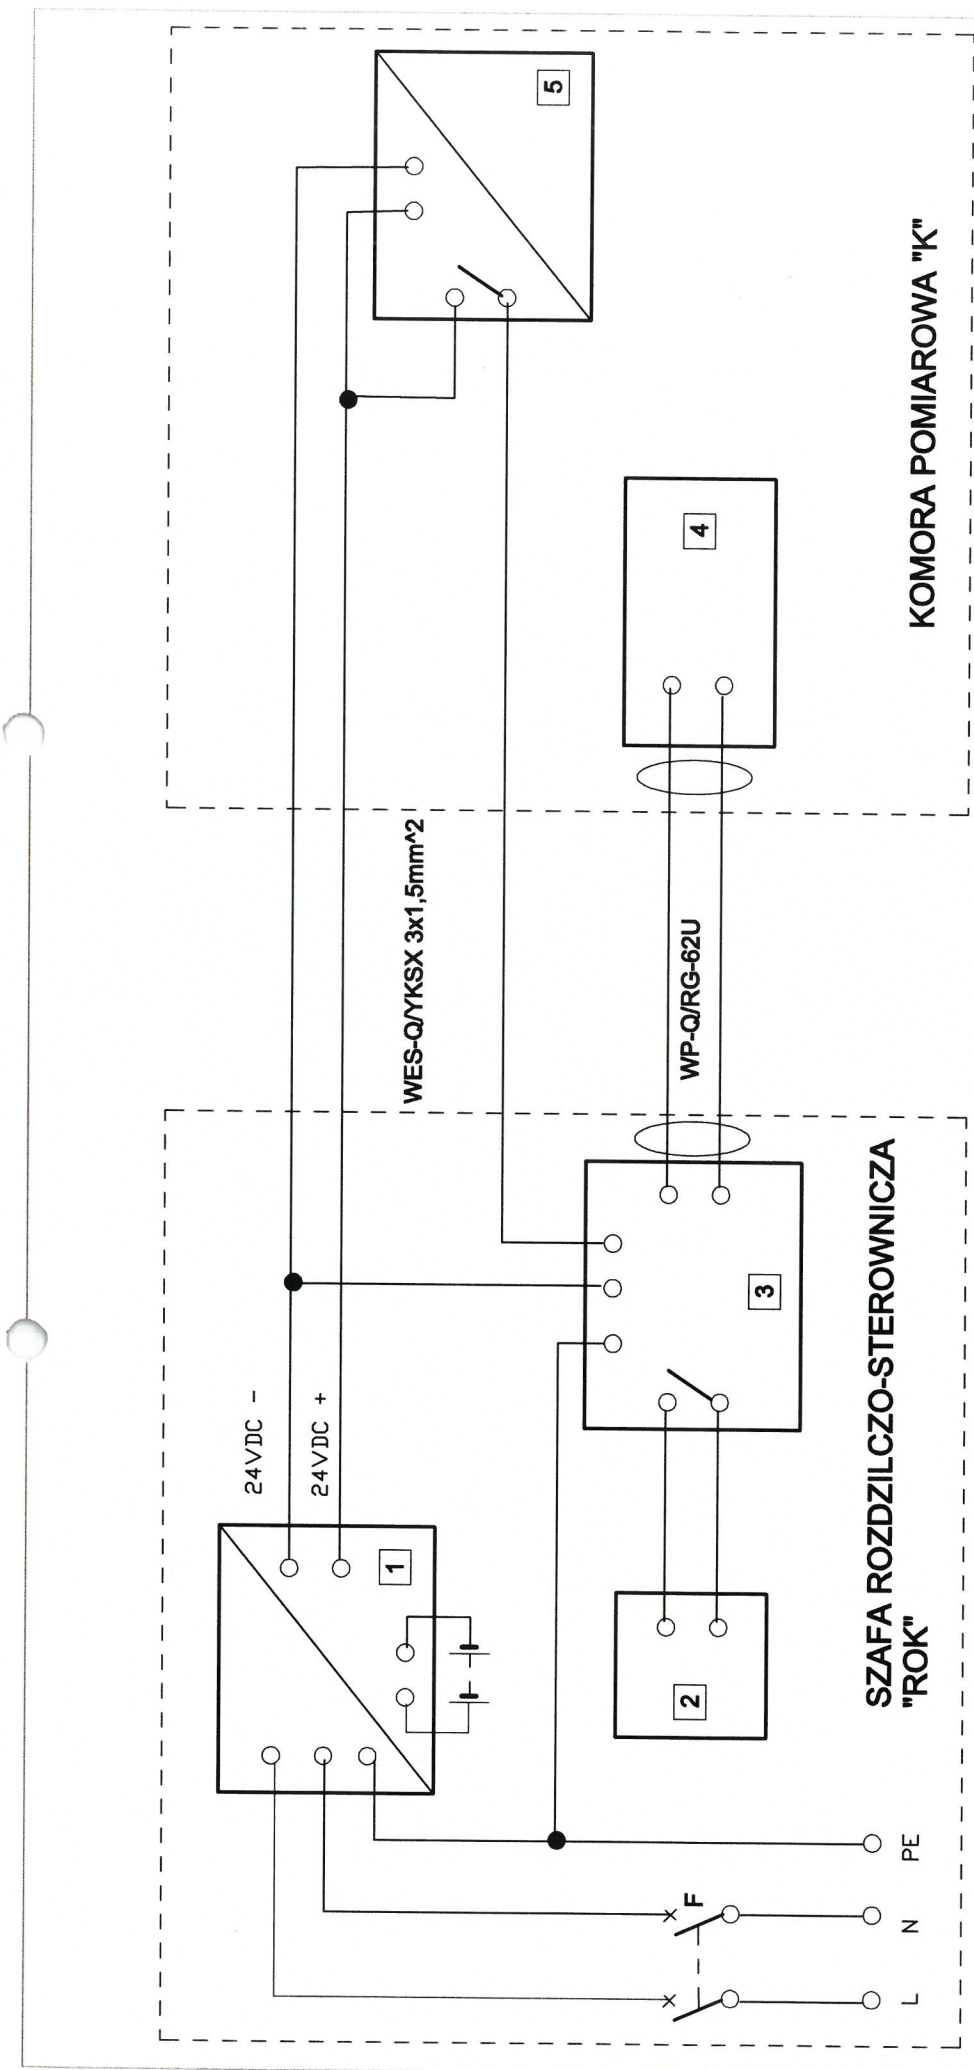 24VDC -
24VDC +
1
2
3
4
5
F
L
N
PE
WES-Q/YKSX 3x1,5mm^2
WP-Q/RG-62U
SZAFA ROZDZILCZO-STEROWNICZA
"ROK"
KOMORA POMIAROWA "K"